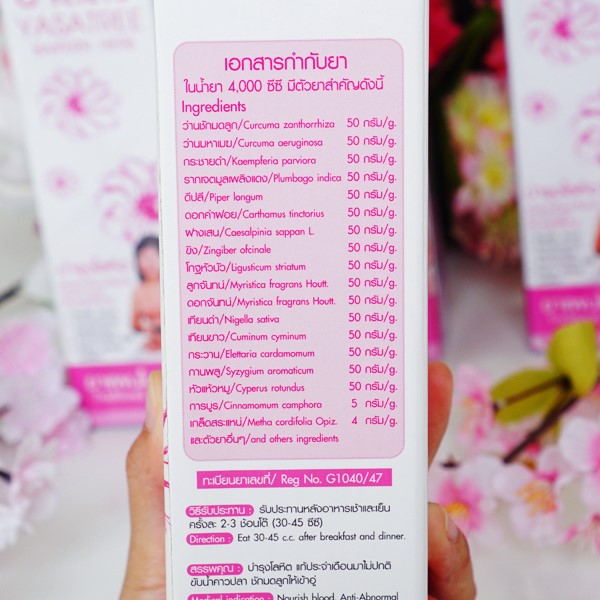 YASATREE
เอกสารกำกับยา
ในน้ำยา 4,000 ซีซี มีตัวยาสำคัญดังนี้
Ingredients
ว่านชักมดลูก/Curcuma zanthorrhiza 50 กรัม/g.
ว่านมหาเมฆ/Curcuma aeruginosa 50 กรัม/g.
กระชายดำ/Kaempferia parviora 50 กรัม/g.
รากเจตมูลเพลิงแดง/Plumbago indica 50 กรัม/g.
ดีปลี/Piper longum 50 กรัม/g.
ดอกคำฝอย/Carthamus tinctorius 50 กรัม/g.
ฝางเสน/Caesalpinia sappan L. 50 กรัม/g.
ขิง/Zingiber ofcinale 50 กรัม/g.
โกฐหัวบัว/Ligusticum striatum 50 กรัม/g.
ลูกจันทน์/Myristica fragrans Houtt. 50 กรัม/g.
ดอกจันทน์/Myristica fragrans Houtt. 50 กรัม/g.
เทียนดำ/Nigella sativa 50 กรัม/g.
เทียนขาว/Cuminum cyminum 50 กรัม/g.
กระวาน/Elettaria cardamomum 50 กรัม/g.
กานพลู/Syzygium aromaticum 50 กรัม/g.
หัวแห้วหมู/Cyperus rotundus 50 กรัม/g.
การบูร/Cinnamomum camphora 5 กรัม/g.
เกล็ดสะระแหน่/Metha cordifolia Opiz. 4 กรัม/g.
และตัวยาอื่นๆ/and others ingredients
ทะเบียนยาเลขที่/ Reg No. G1040/47
วิธีรับประทาน : รับประทานหลังอาหารเช้าและเย็น
ครั้งละ 2-3 ช้อนโต๊ (30-45 ซีซี)
Direction : Eat 30-45 c.c. after breakfast and dinner.
สรรพคุณ : บำรุงโลหิต แก้ประจำเดือนมาไม่ปกติ
ขับน้ำคาวปลา ชักมดลูกให้เข้าอู่
Medical indication : Nourish blood, Anti-Abnormal